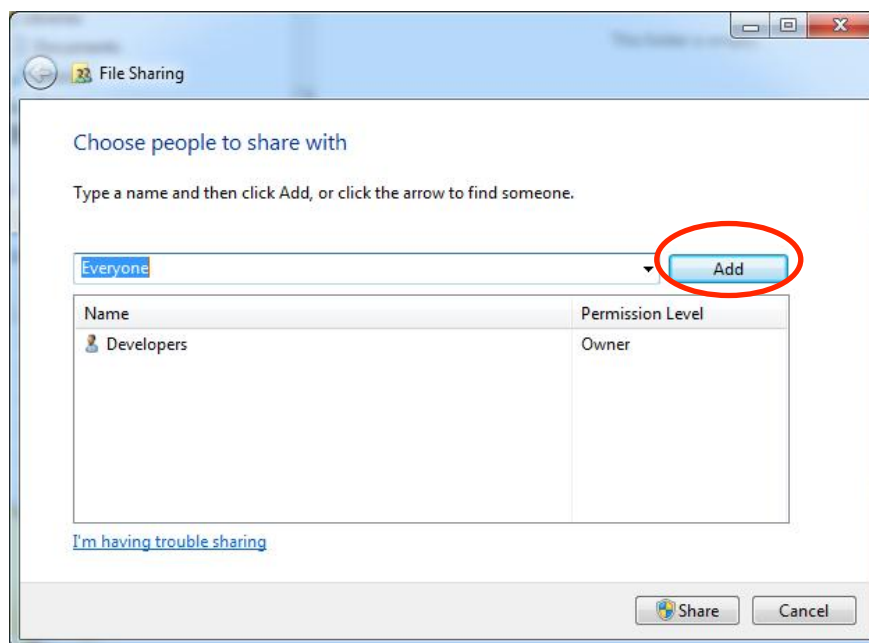 File Sharing
Choose people to share with
Type a name and then click Add, or click the arrow to find someone.
Everyone
Add
Name Permission Level
Developers Owner
I'm having trouble sharing
Share Cancel